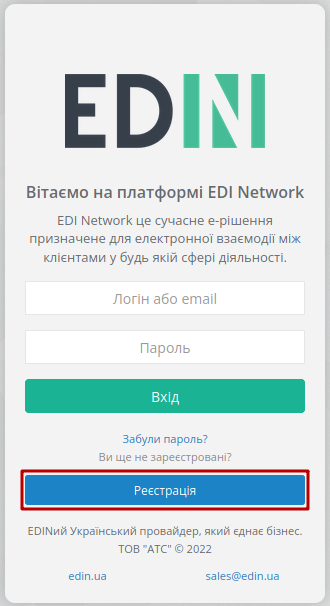 EDIN
Вітаємо на платформі EDI Network
EDI Network це сучасне е-рішення
призначене для електронної взаємодії між
клієнтами у будь якій сфері діяльності.
Логін або email
Пароль
Вхід
Забули пароль?
Ви ще не зареєстровані?
Реєстрація
EDINий Український провайдер, який єднає бізнес.
ТОВ "АТС" © 2022
edin.ua sales@edin.ua